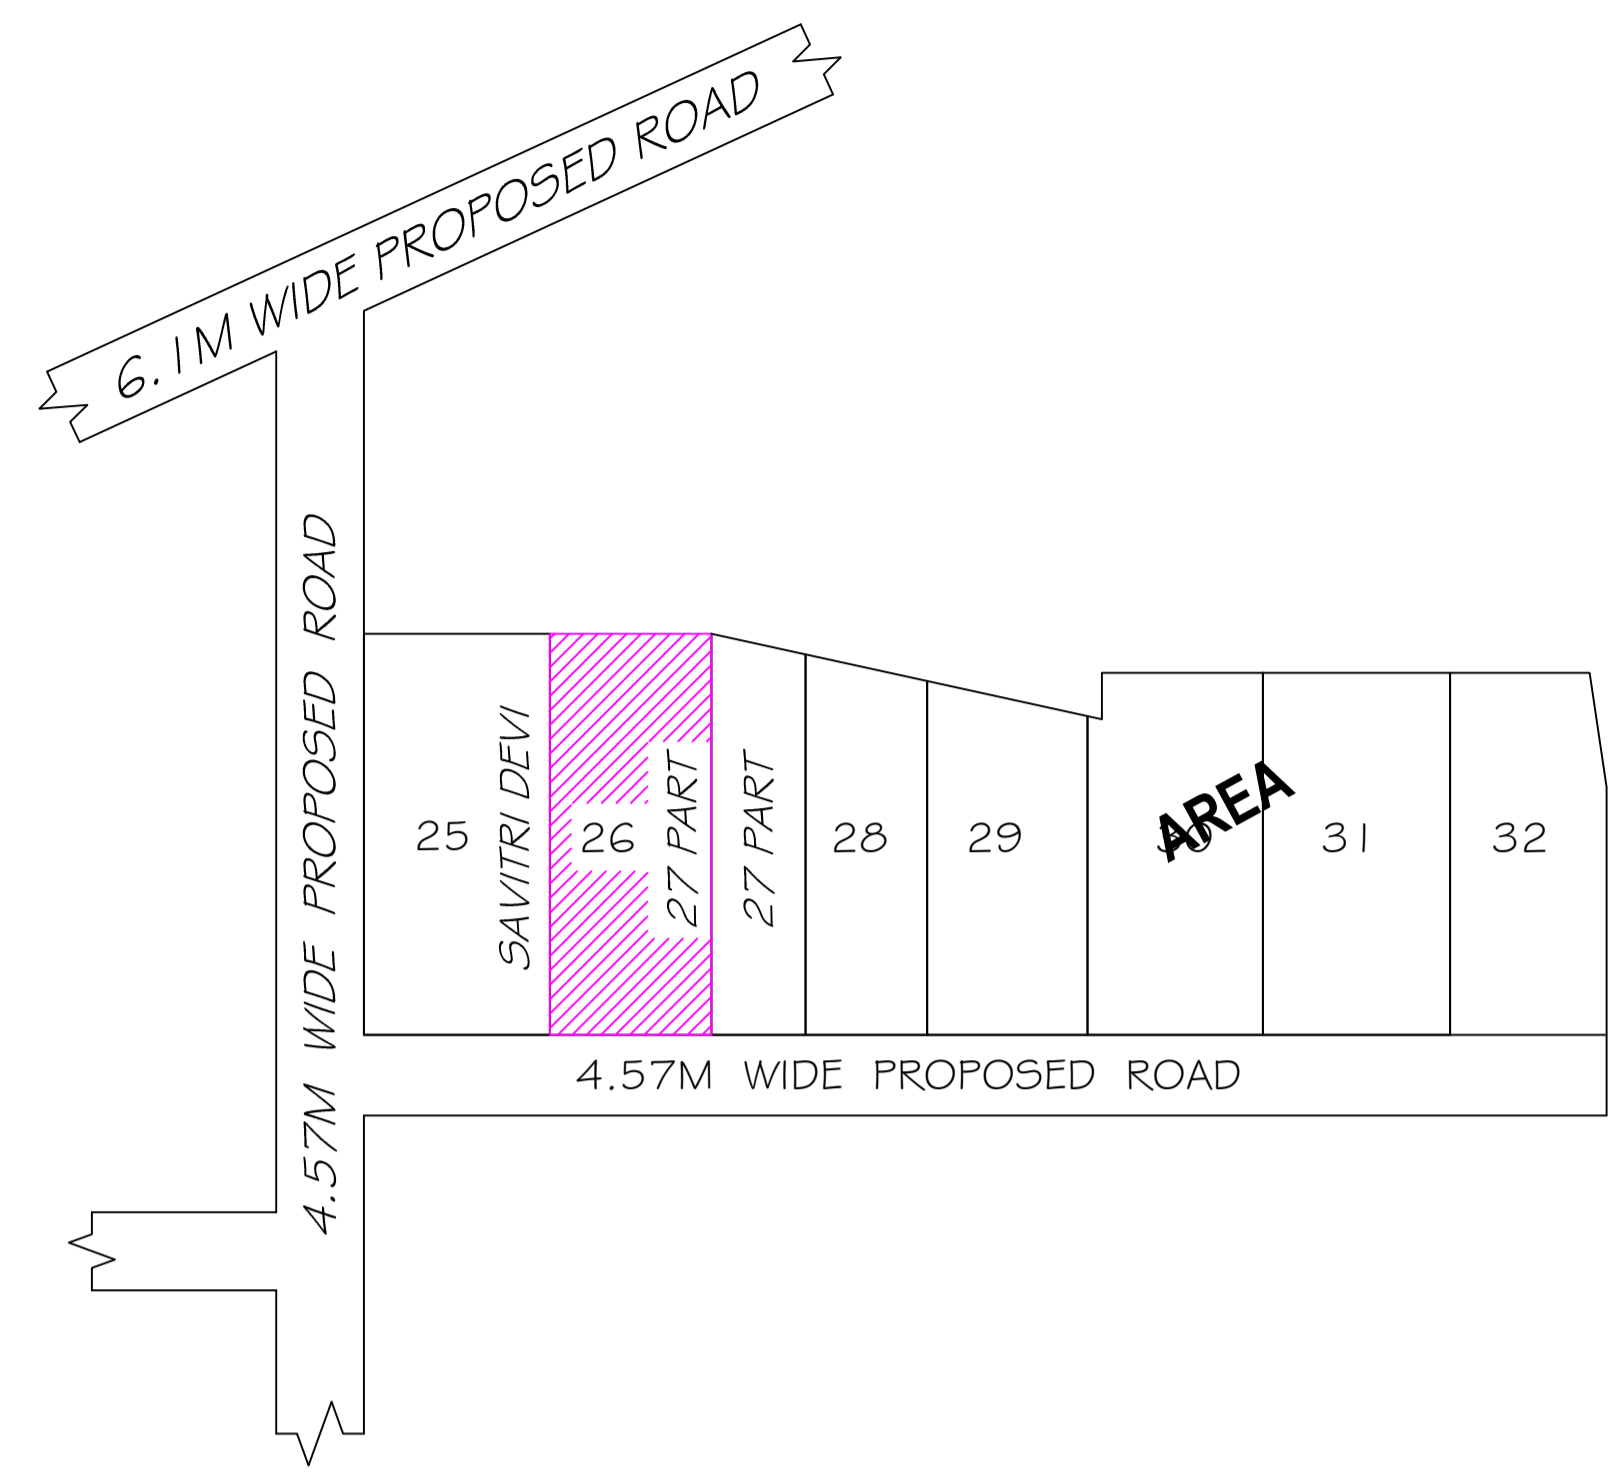 6.1M WIDE PROPOSED ROAD
4.57M WIDE PROPOSED ROAD
25
SAVITRI DEVI
26
27 PART
27 PART
28
29
30
AREA
31
32
4.57M WIDE PROPOSED ROAD